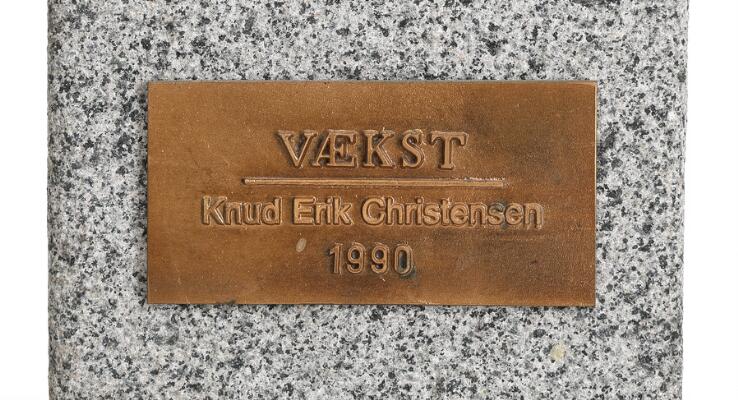 VÆKST
Knud Erik Christensen
1990